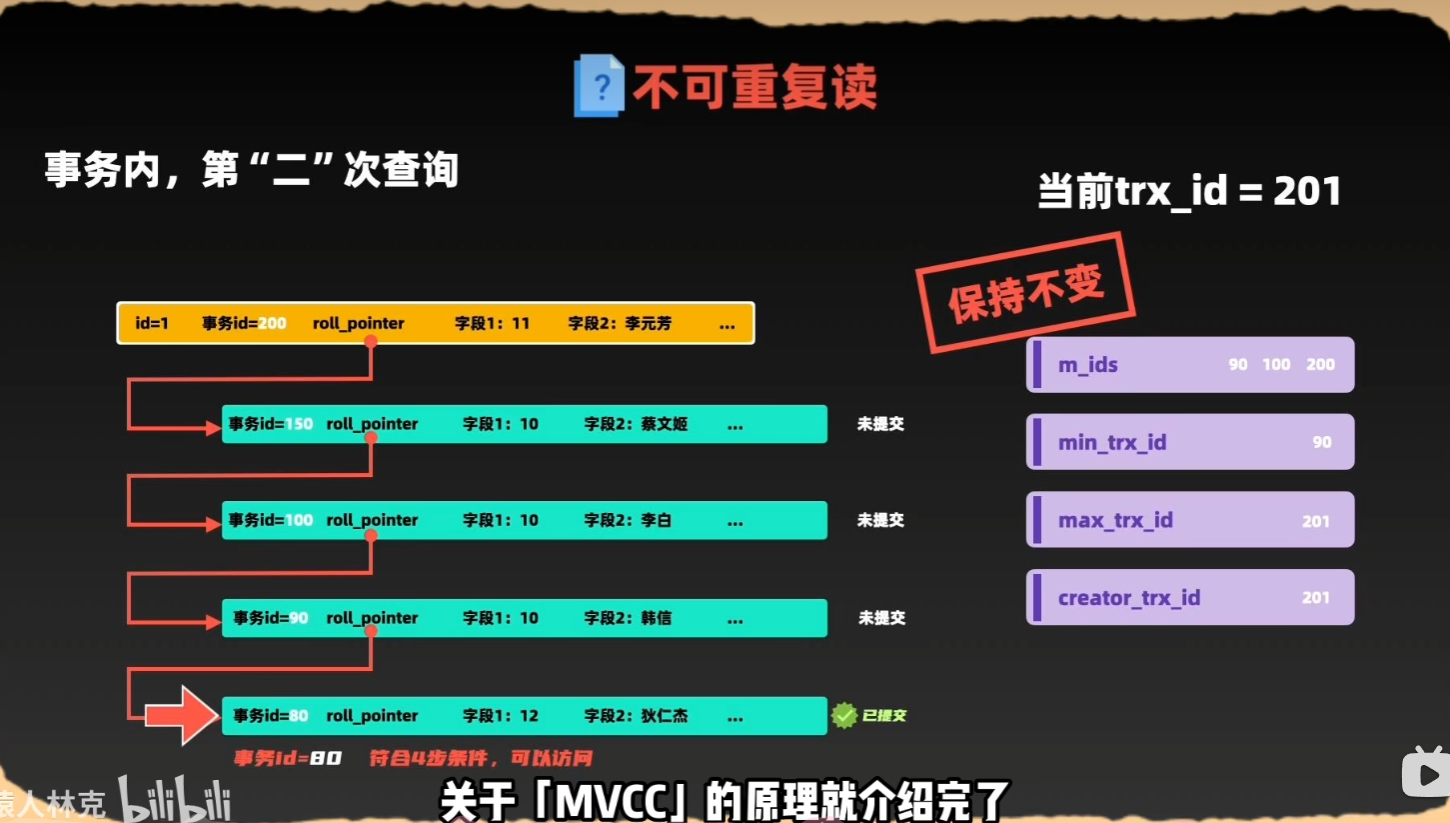 不可重复读
事务内，第“二”次查询
当前trx_id = 201
保持不变
id=1 事务id=200 roll_pointer 字段1：11 字段2：李元芳 ...
m_ids 90 100 200
事务id=150 roll_pointer 字段1：10 字段2：蔡文姬 ... 未提交
min_trx_id 90
事务id=100 roll_pointer 字段1：10 字段2：李白 ... 未提交
max_trx_id 201
事务id=90 roll_pointer 字段1：10 字段2：韩信 ... 未提交
creator_trx_id 201
事务id=80 roll_pointer 字段1：12 字段2：狄仁杰 ... 已提交
事务id=80 符合4步条件，可以访问
关于「MVCC」的原理就介绍完了
猿人林克 bilibili